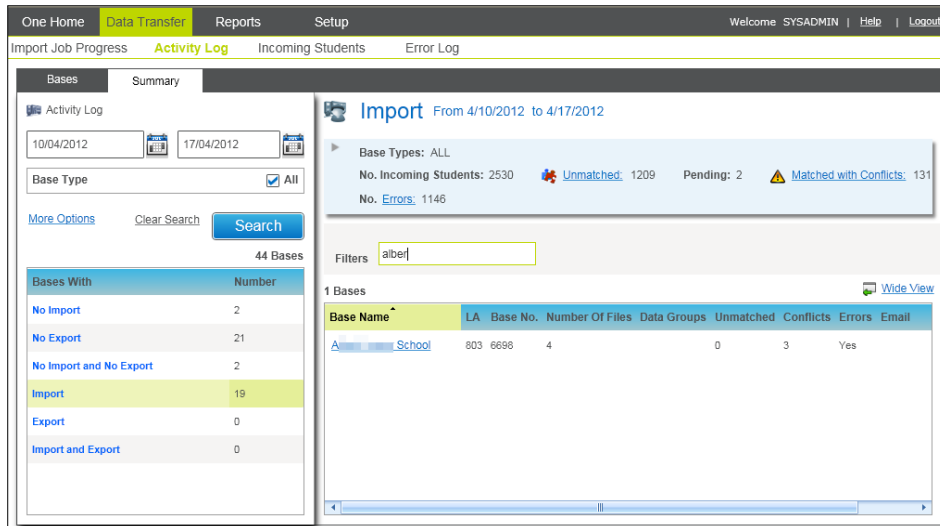 One Home Data Transfer Reports Setup Welcome SYSADMIN | Help | Logout
Import Job Progress Activity Log Incoming Students Error Log
Bases Summary
Activity Log
10/04/2012 17/04/2012
Base Type All
More Options Clear Search Search
44 Bases
Bases With Number
No Import 2
No Export 21
No Import and No Export 2
Import 19
Export 0
Import and Export 0
Import From 4/10/2012 to 4/17/2012
Base Types: ALL
No. Incoming Students: 2530 Unmatched: 1209 Pending: 2 Matched with Conflicts: 131
No. Errors: 1146
Filters alber
1 Bases Wide View
Base Name LA Base No. Number Of Files Data Groups Unmatched Conflicts Errors Email
School 803 6698 4 0 3 Yes